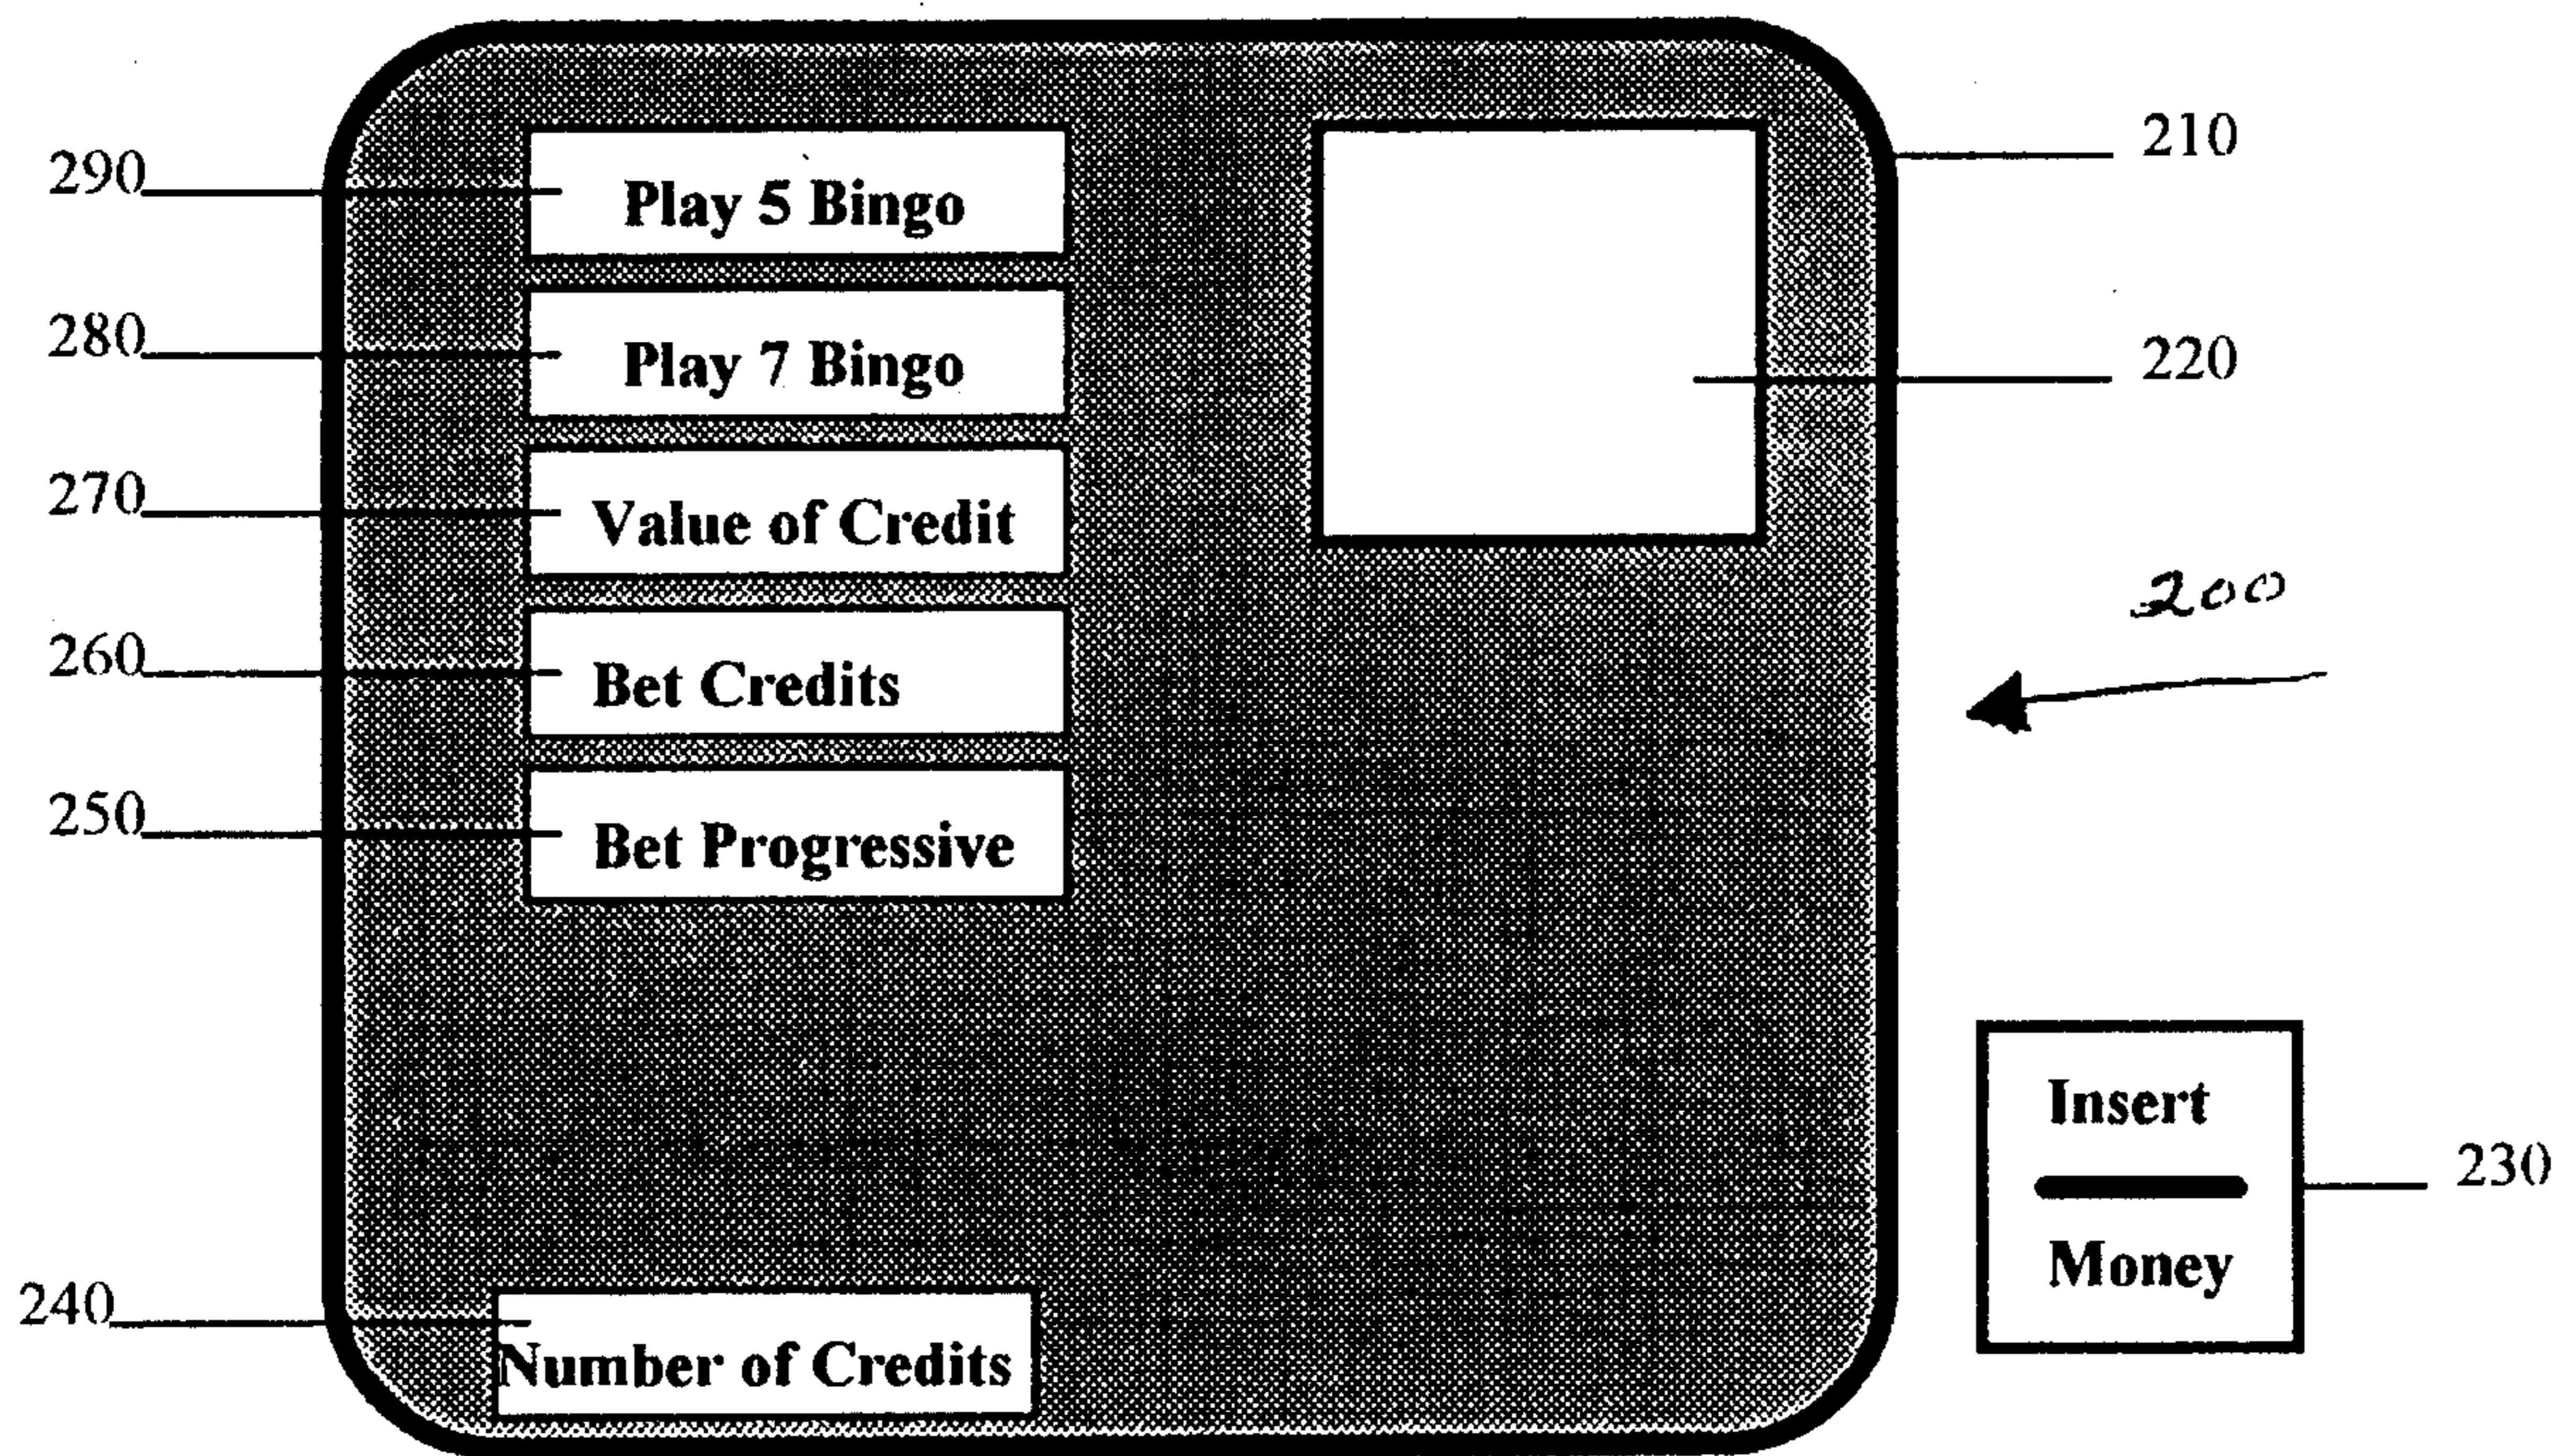 290
Play 5 Bingo
210
280
Play 7 Bingo
220
270
Value of Credit
200
260
Bet Credits
250
Bet Progressive
Insert
230
Money
240
Number of Credits